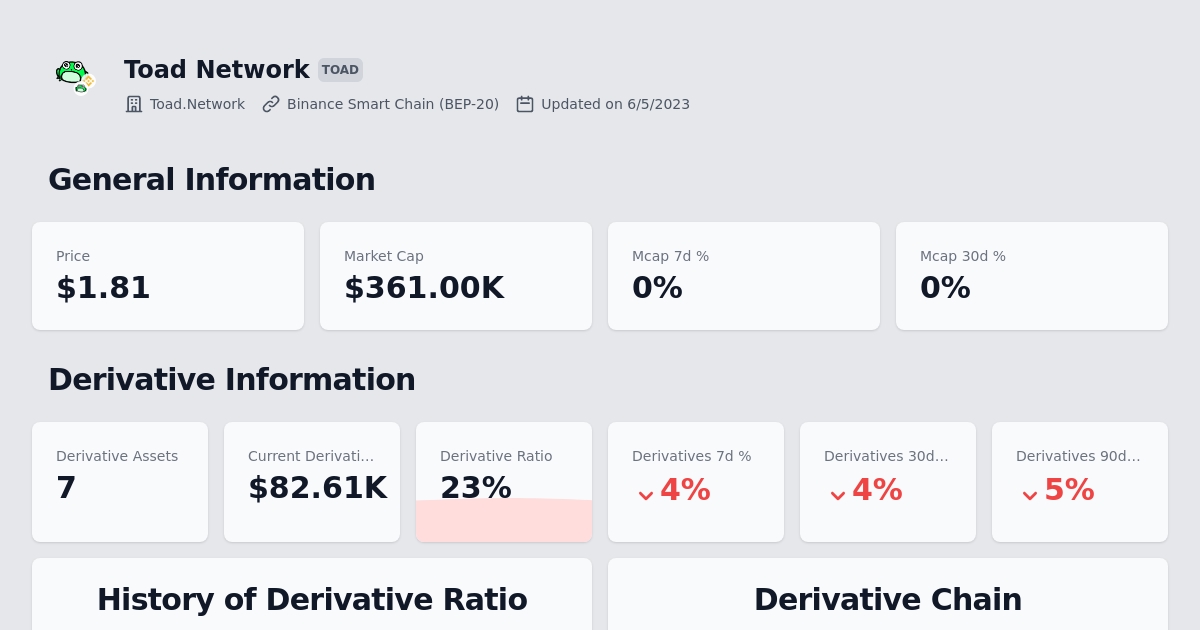 Toad Network TOAD
Toad.Network Binance Smart Chain (BEP-20) Updated on 6/5/2023
General Information
Price
$1.81
Market Cap
$361.00K
Mcap 7d %
0%
Mcap 30d %
0%
Derivative Information
Derivative Assets
7
Current Derivati...
$82.61K
Derivative Ratio
23%
Derivatives 7d %
4%
Derivatives 30d...
4%
Derivatives 90d...
5%
History of Derivative Ratio
Derivative Chain